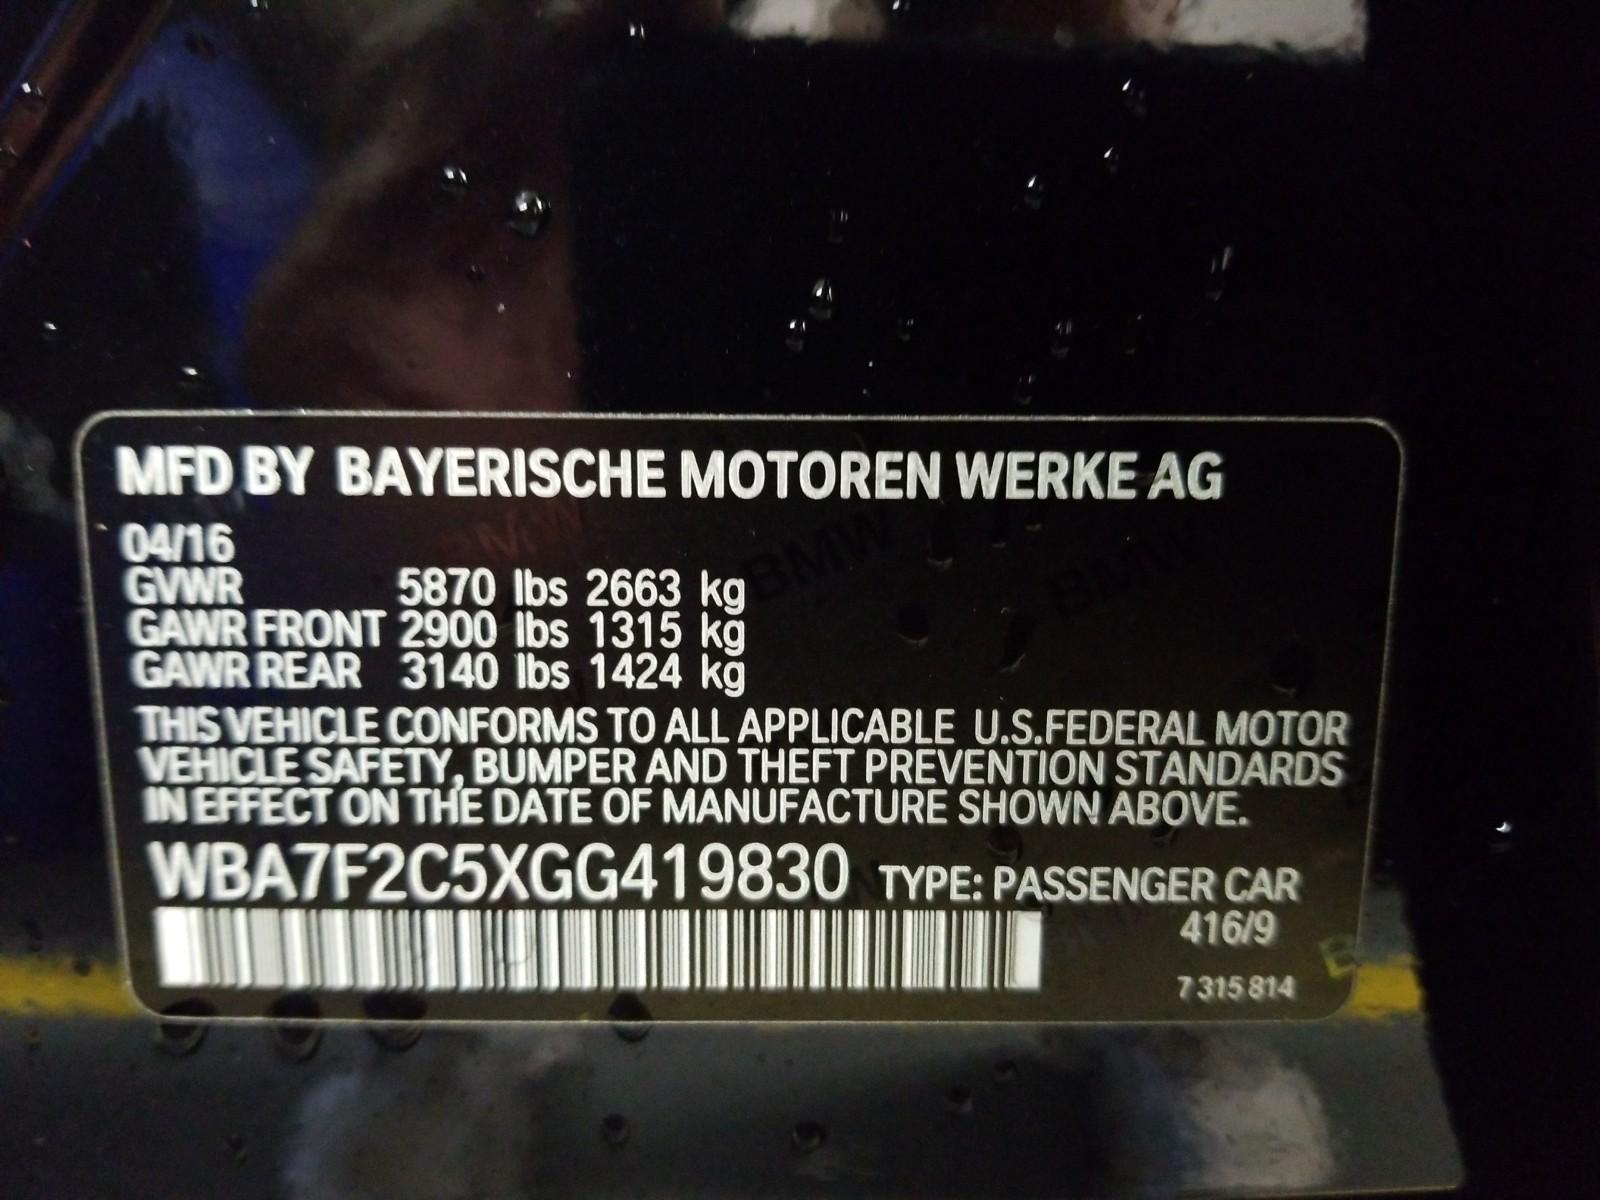 MFD BY BAYERISCHE MOTOREN WERKE AG
04/16
GVWR 5870 lbs 2663 kg
GAWR FRONT 2900 lbs 1315 kg
GAWR REAR 3140 lbs 1424 kg
THIS VEHICLE CONFORMS TO ALL APPLICABLE U.S.FEDERAL MOTOR
VEHICLE SAFETY, BUMPER AND THEFT PREVENTION STANDARDS
IN EFFECT ON THE DATE OF MANUFACTURE SHOWN ABOVE.
WBA7F2C5XGG419830 TYPE: PASSENGER CAR
416/9
7 315 814
BMW BMW BMW